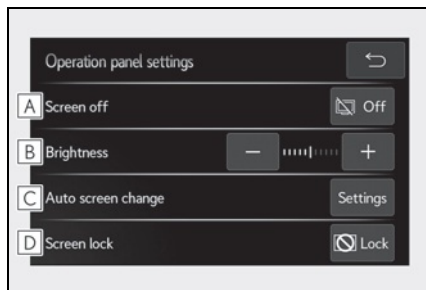 Operation panel settings
A Screen off Off
B Brightness
C Auto screen change Settings
D Screen lock Lock